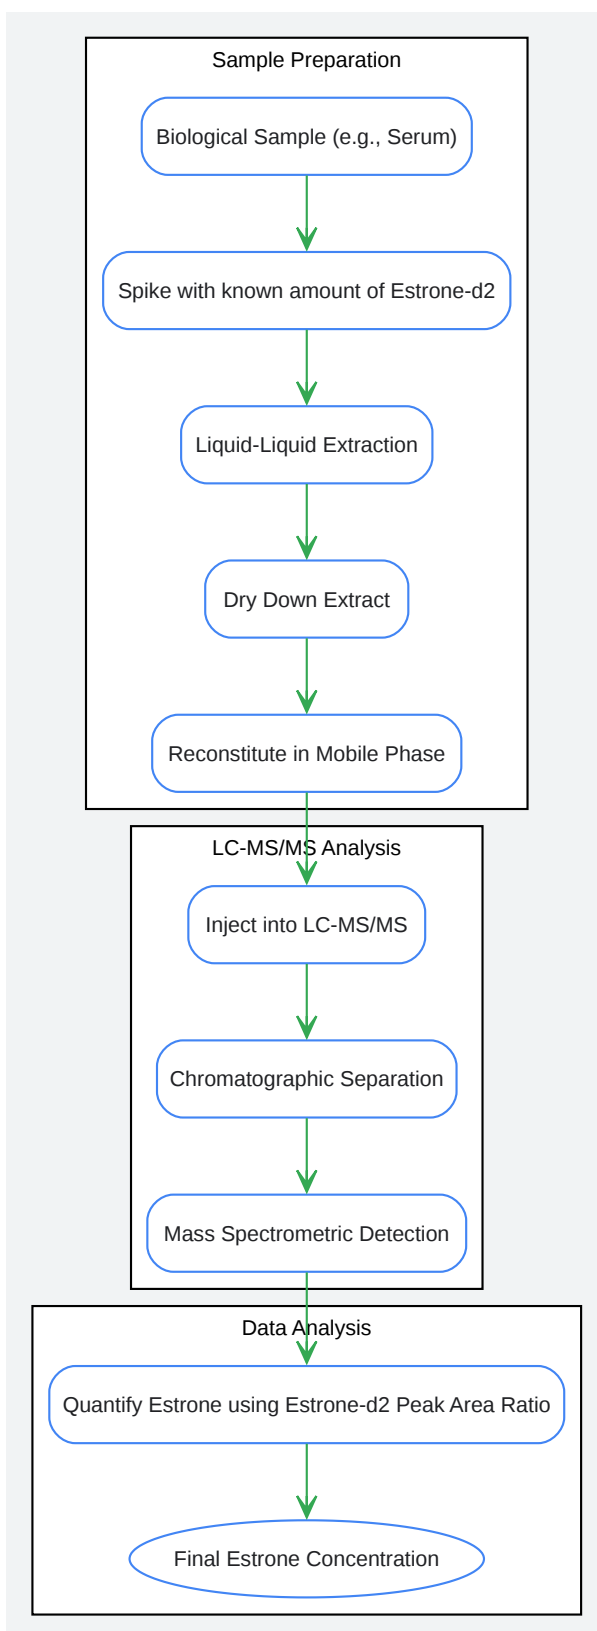 Sample Preparation
Biological Sample (e.g., Serum)
Spike with known amount of Estrone-d2
Liquid-Liquid Extraction
Dry Down Extract
Reconstitute in Mobile Phase
LC-MS/MS Analysis
Inject into LC-MS/MS
Chromatographic Separation
Mass Spectrometric Detection
Data Analysis
Quantify Estrone using Estrone-d2 Peak Area Ratio
Final Estrone Concentration